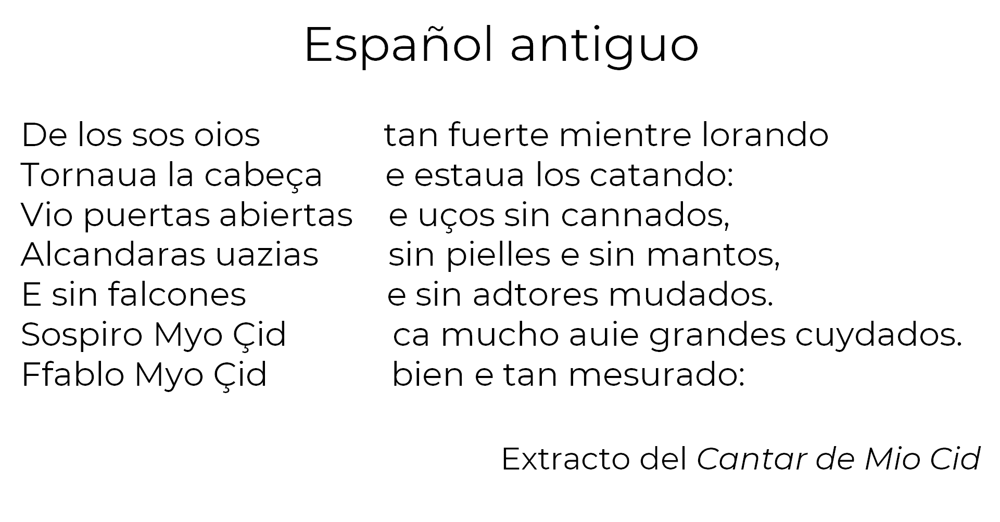 Español antiguo
De los sos oios tan fuerte mientre lorando
Tornaua la cabeça e estaua los catando:
Vio puertas abiertas e uços sin cannados,
Alcandaras uazias sin pielles e sin mantos,
E sin falcones e sin adtores mudados.
Sospiro Myo Çid ca mucho auie grandes cuydados.
Ffablo Myo Çid bien e tan mesurado:
Extracto del Cantar de Mio Cid